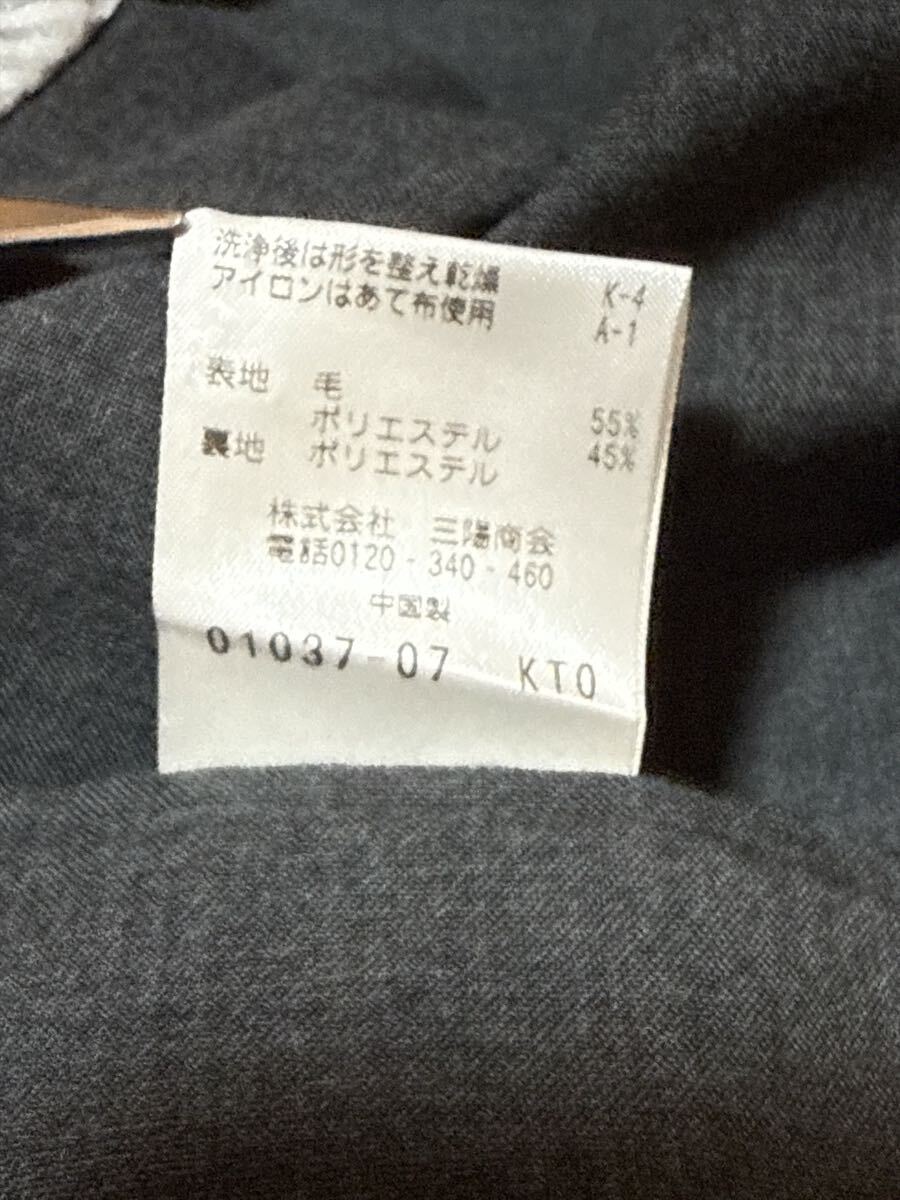 洗浄後は形を整え乾燥 K-4
アイロンはあて布使用 A-1
表地 毛 55%
ポリエステル 45%
裏地 ポリエステル
株式会社 三陽商会
電話0120-340-460
中国製
01037-07 KTO